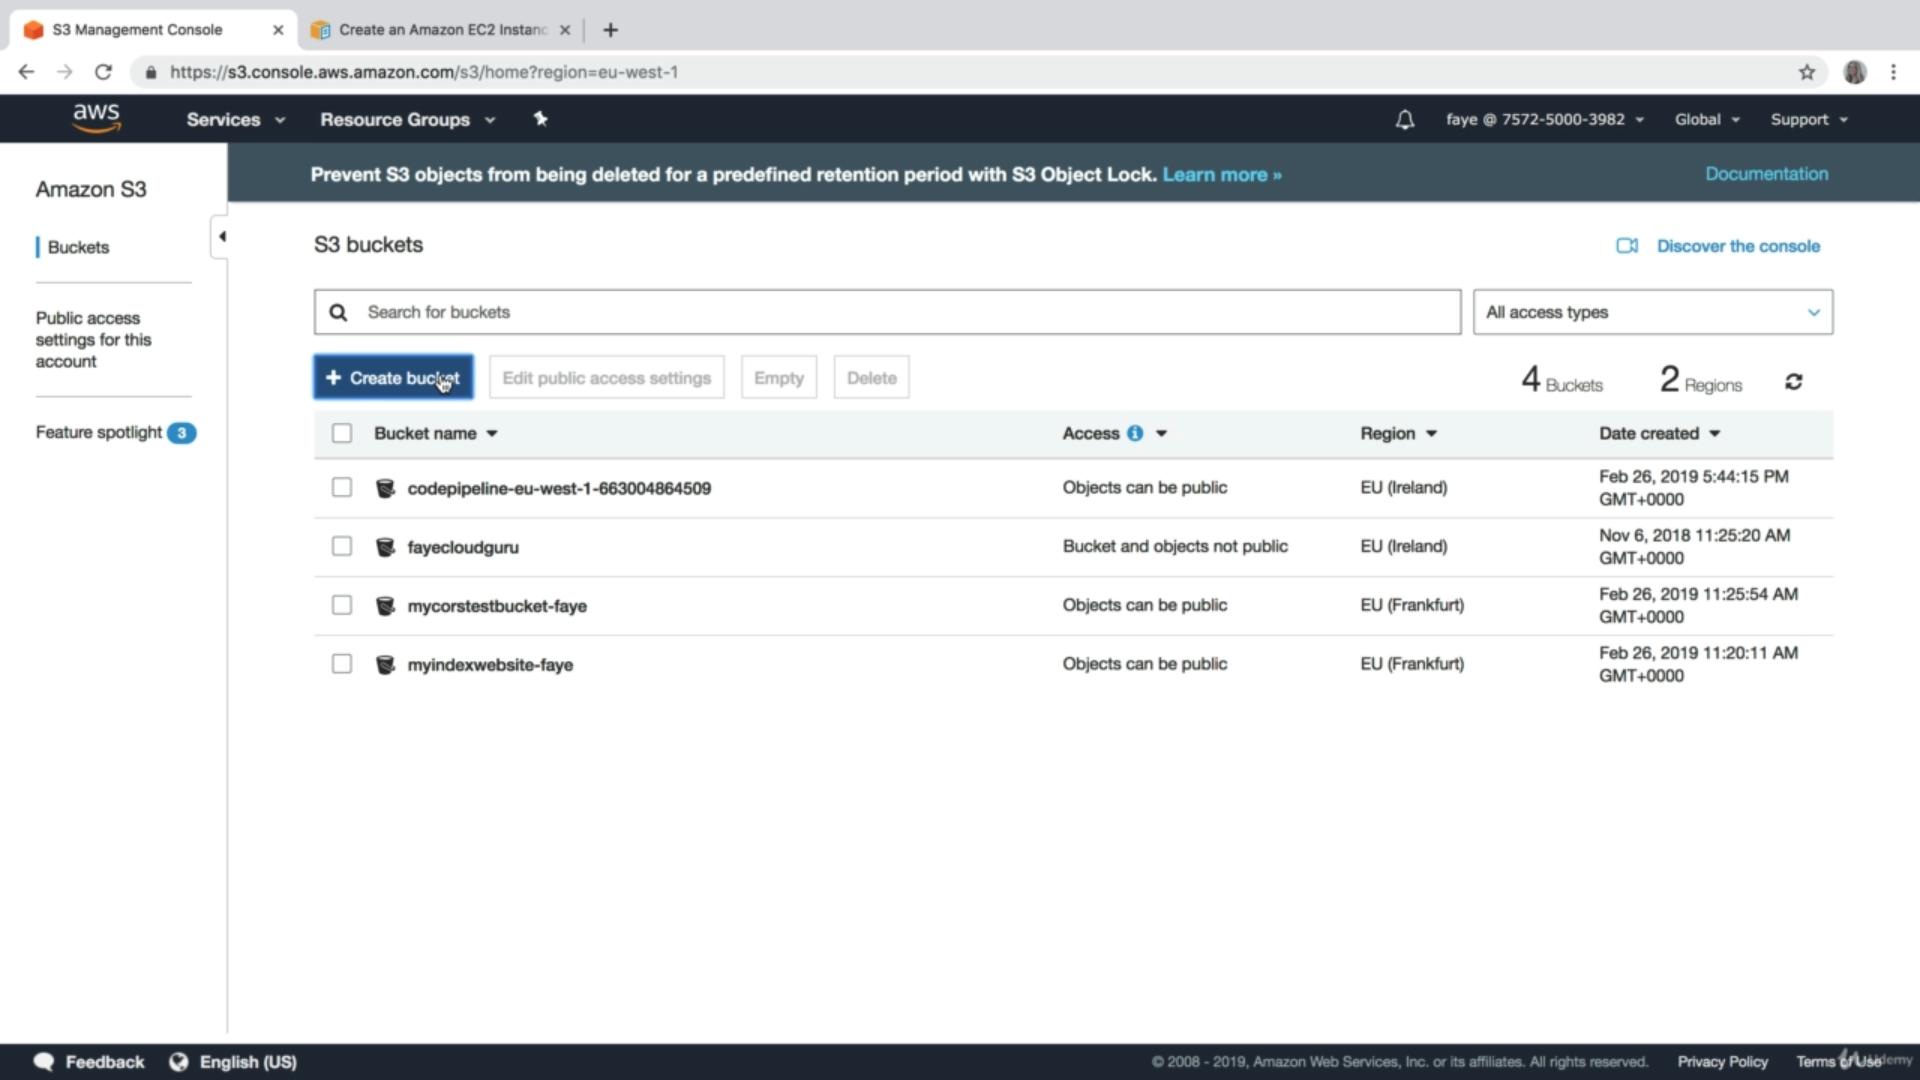 S3 Management Console
Create an Amazon EC2 Instanc
https://s3.console.aws.amazon.com/s3/home?region=eu-west-1
aws
Services
Resource Groups
faye @ 7572-5000-3982
Global
Support
Amazon S3
Buckets
Public access
settings for this
account
Feature spotlight 3
Prevent S3 objects from being deleted for a predefined retention period with S3 Object Lock. Learn more »
Documentation
S3 buckets
Discover the console
Search for buckets
All access types
+ Create bucket
Edit public access settings
Empty
Delete
4 Buckets
2 Regions
Bucket name
Access
Region
Date created
codepipeline-eu-west-1-663004864509
Objects can be public
EU (Ireland)
Feb 26, 2019 5:44:15 PM
GMT+0000
fayecloudguru
Bucket and objects not public
EU (Ireland)
Nov 6, 2018 11:25:20 AM
GMT+0000
mycorstestbucket-faye
Objects can be public
EU (Frankfurt)
Feb 26, 2019 11:25:54 AM
GMT+0000
myindexwebsite-faye
Objects can be public
EU (Frankfurt)
Feb 26, 2019 11:20:11 AM
GMT+0000
Feedback
English (US)
© 2008 - 2019, Amazon Web Services, Inc. or its affiliates. All rights reserved.
Privacy Policy
Terms of Use
Udemy